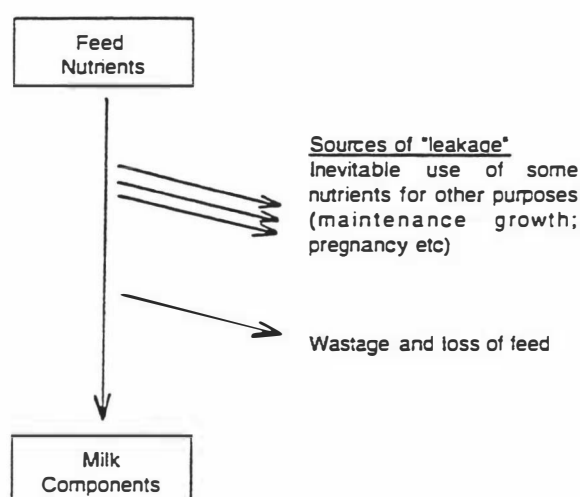 Feed
Nutrients
Sources of "leakage"
Inevitable use of some
nutrients for other purposes
(maintenance growth;
pregnancy etc)
Wastage and loss of feed
Milk
Components